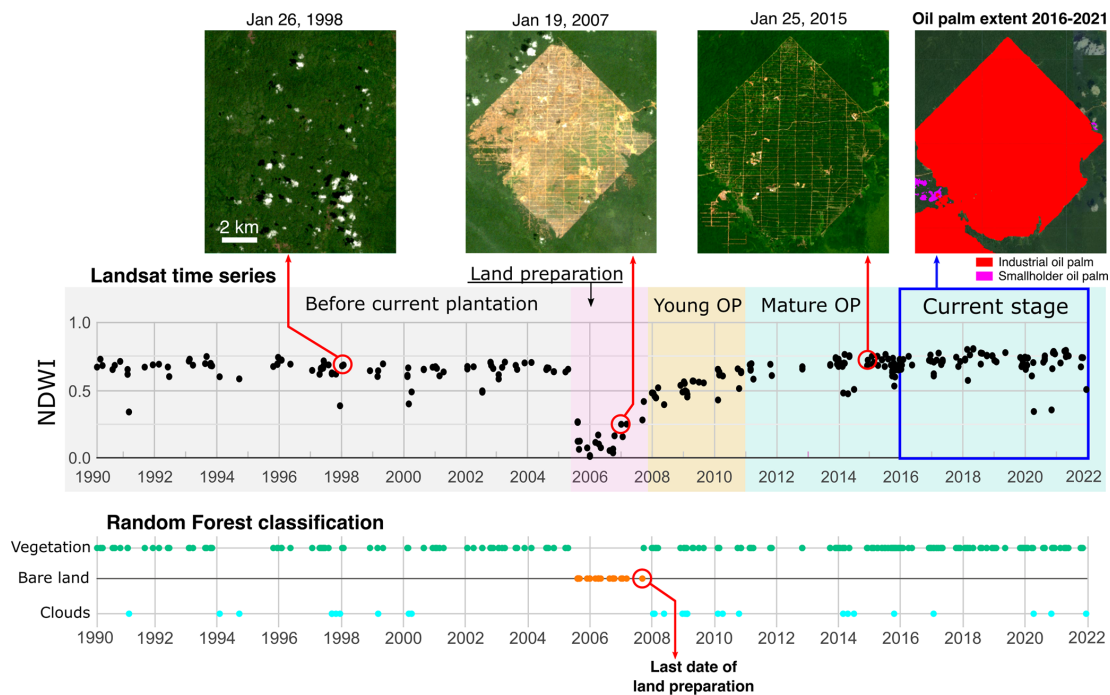 Jan 26, 1998
Jan 19, 2007
Jan 25, 2015
Oil palm extent 2016-2021
2 km
Industrial oil palm
Smallholder oil palm
Landsat time series
Land preparation
Before current plantation
Young OP
Mature OP
Current stage
NDWI
1.0
0.5
0.0
1990 1992 1994 1996 1998 2000 2002 2004 2006 2008 2010 2012 2014 2016 2018 2020 2022
Random Forest classification
Vegetation
Bare land
Clouds
1990 1992 1994 1996 1998 2000 2002 2004 2006 2008 2010 2012 2014 2016 2018 2020 2022
Last date of
land preparation